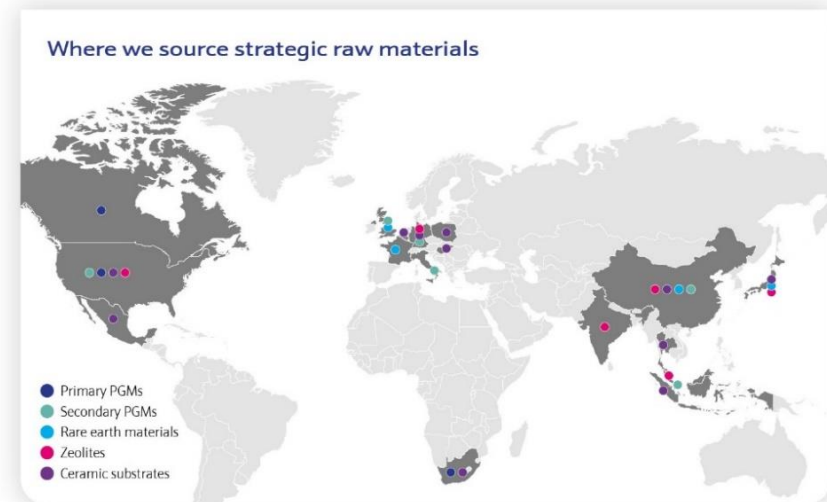 Where we source strategic raw materials
Primary PGMs
Secondary PGMs
Rare earth materials
Zeolites
Ceramic substrates